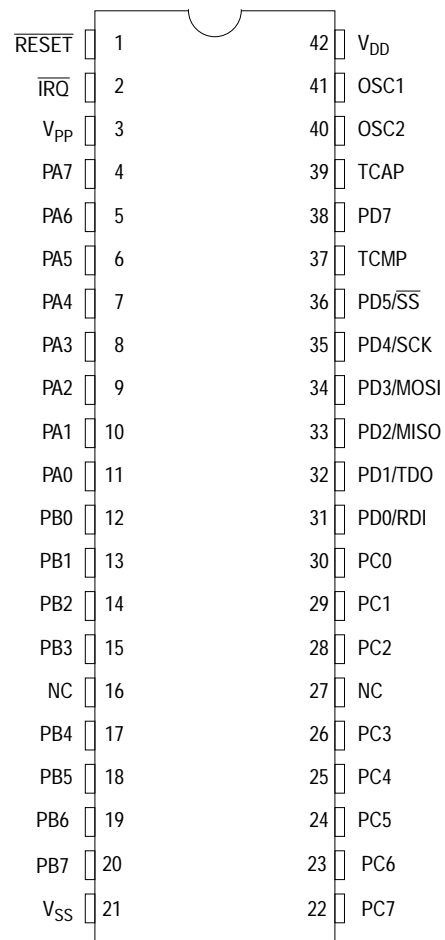 RESET 1 42 VDD
IRQ 2 41 OSC1
VPP 3 40 OSC2
PA7 4 39 TCAP
PA6 5 38 PD7
PA5 6 37 TCMP
PA4 7 36 PD5/SS
PA3 8 35 PD4/SCK
PA2 9 34 PD3/MOSI
PA1 10 33 PD2/MISO
PA0 11 32 PD1/TDO
PB0 12 31 PD0/RDI
PB1 13 30 PC0
PB2 14 29 PC1
PB3 15 28 PC2
NC 16 27 NC
PB4 17 26 PC3
PB5 18 25 PC4
PB6 19 24 PC5
PB7 20 23 PC6
VSS 21 22 PC7